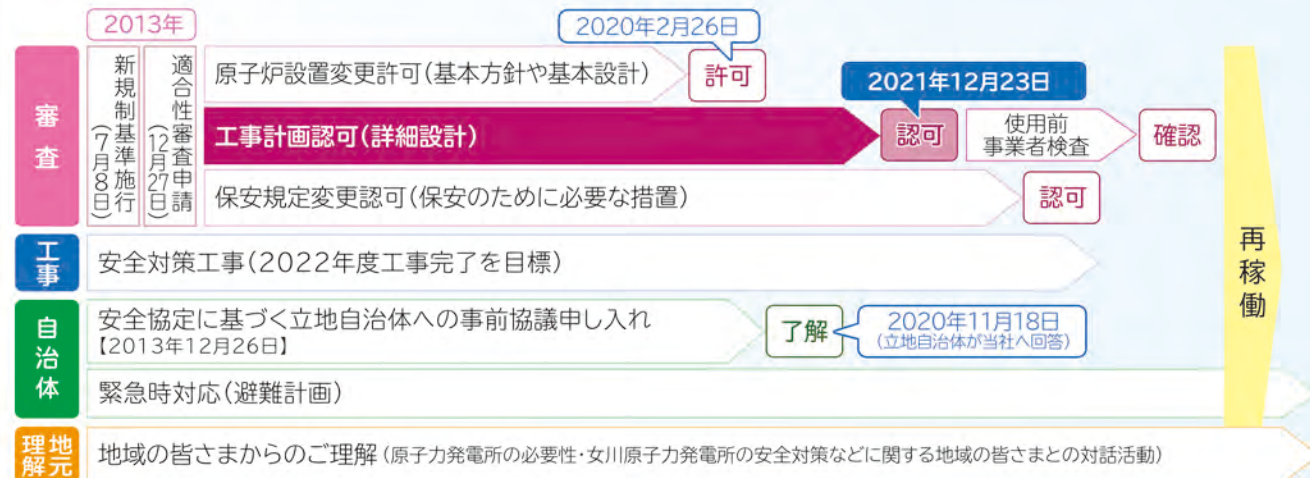 2013年
2020年2月26日
審査
新規制基準施行
(7月8日)
適合性審査申請
(12月27日)
原子炉設置変更許可(基本方針や基本設計)
許可
2021年12月23日
工事計画認可(詳細設計)
認可
使用前
事業者検査
確認
保安規定変更認可(保安のために必要な措置)
認可
工事
安全対策工事(2022年度工事完了を目標)
再稼働
自治体
安全協定に基づく立地自治体への事前協議申し入れ
【2013年12月26日】
了解
2020年11月18日
(立地自治体が当社へ回答)
緊急時対応(避難計画)
地元
理解
地域の皆さまからのご理解(原子力発電所の必要性・女川原子力発電所の安全対策などに関する地域の皆さまとの対話活動)